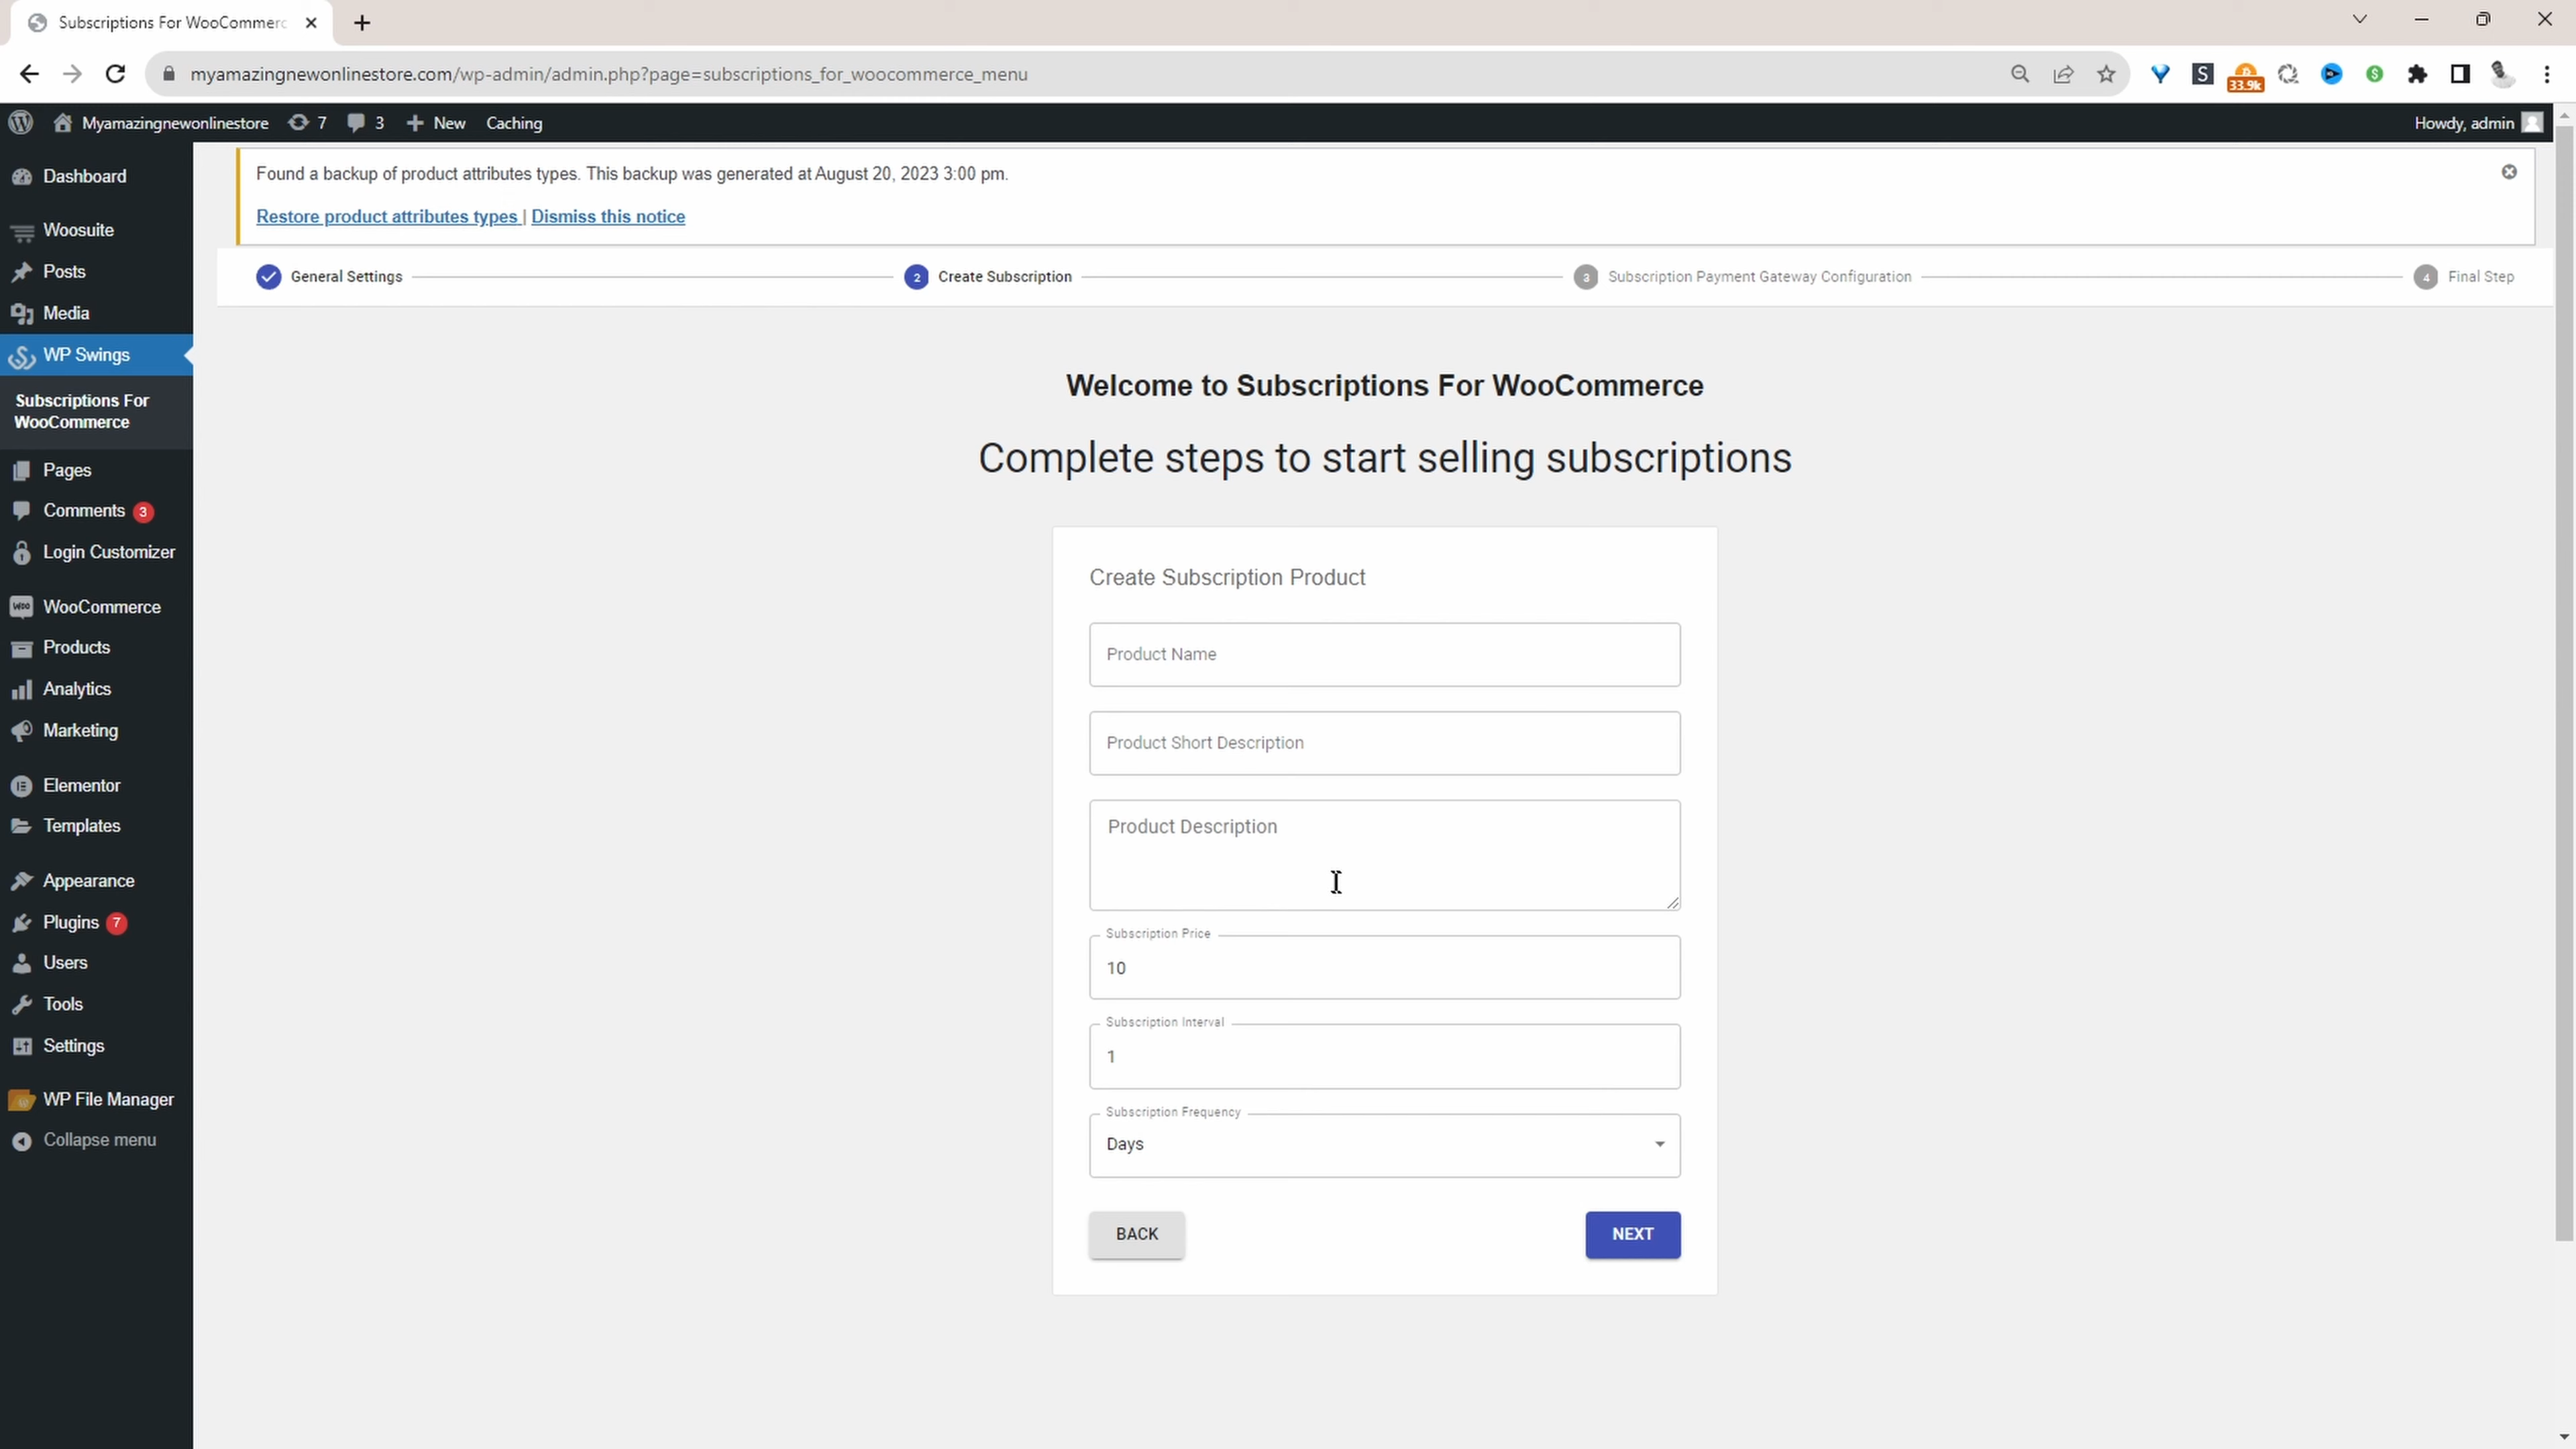 Subscriptions For WooCommerc
myamazingnewonlinestore.com/wp-admin/admin.php?page=subscriptions_for_woocommerce_menu
S
33.9k
Myamazingnewonlinestore 7 3 New Caching
Howdy, admin
Dashboard
Woosuite
Posts
Media
WP Swings
Subscriptions For
WooCommerce
Pages
Comments 3
Login Customizer
WooCommerce
Products
Analytics
Marketing
Elementor
Templates
Appearance
Plugins 7
Users
Tools
Settings
WP File Manager
Collapse menu
Found a backup of product attributes types. This backup was generated at August 20, 2023 3:00 pm.
Restore product attributes types | Dismiss this notice
General Settings 2 Create Subscription 3 Subscription Payment Gateway Configuration 4 Final Step
Welcome to Subscriptions For WooCommerce
Complete steps to start selling subscriptions
Create Subscription Product
Product Name
Product Short Description
Product Description
Subscription Price
10
Subscription Interval
1
Subscription Frequency
Days
BACK NEXT